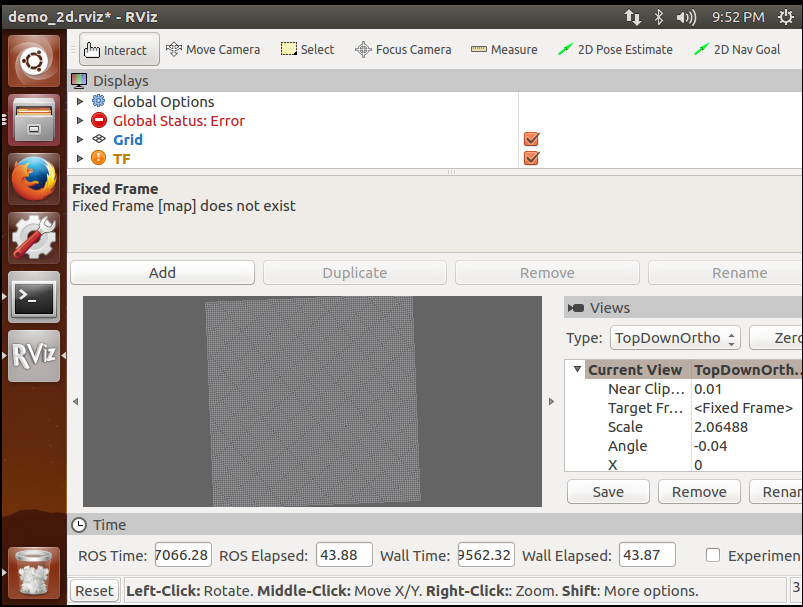 demo_2d.rviz* - RViz
9:52 PM
Interact Move Camera Select Focus Camera Measure 2D Pose Estimate 2D Nav Goal
Displays
Global Options
Global Status: Error
Grid
TF
Fixed Frame
Fixed Frame [map] does not exist
Add Duplicate Remove Rename
RViz
Views
Type: TopDownOrtho Zero
Current View TopDownOrth...
Near Clip... 0.01
Target Fr... <Fixed Frame>
Scale 2.06488
Angle -0.04
X 0
Save Remove Renam
Time
ROS Time: 7066.28 ROS Elapsed: 43.88 Wall Time: 9562.32 Wall Elapsed: 43.87 Experimen
Reset Left-Click: Rotate. Middle-Click: Move X/Y. Right-Click:: Zoom. Shift: More options. 3